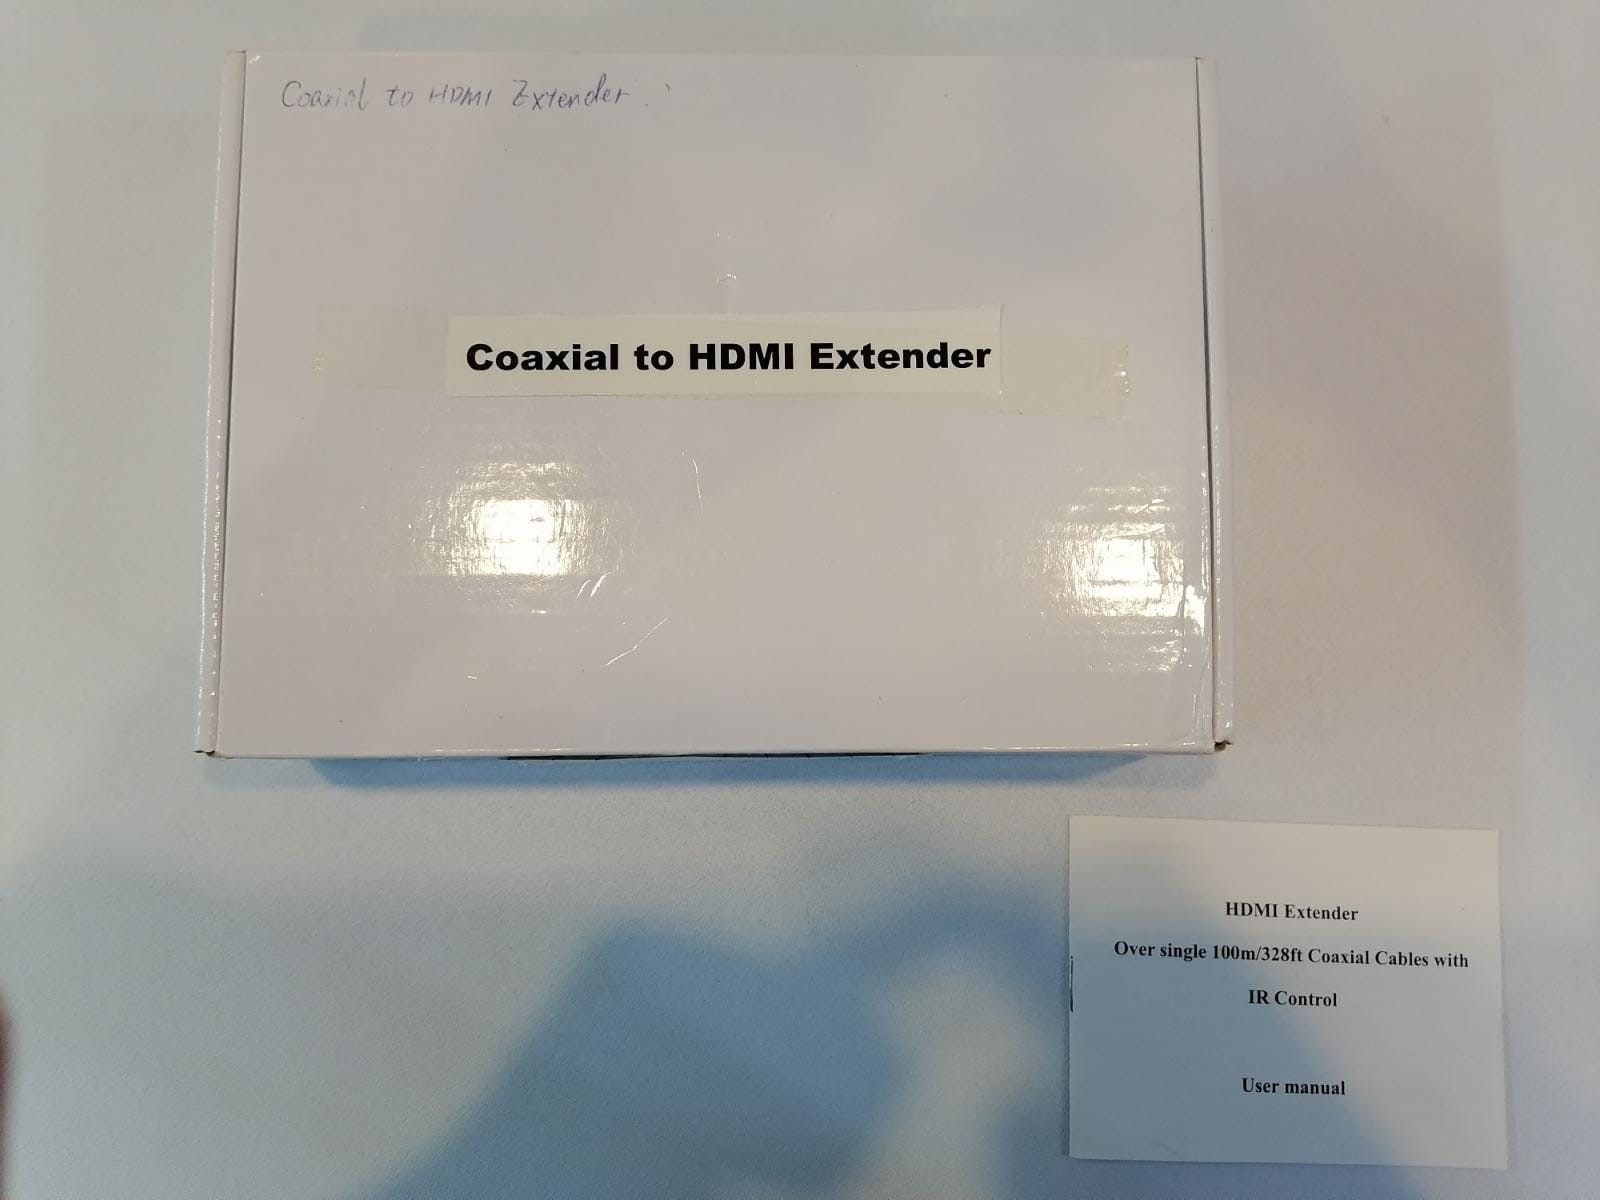 Coaxial to HDMI Extender
Coaxial to HDMI Extender
HDMI Extender
Over single 100m/328ft Coaxial Cables with
IR Control
User manual